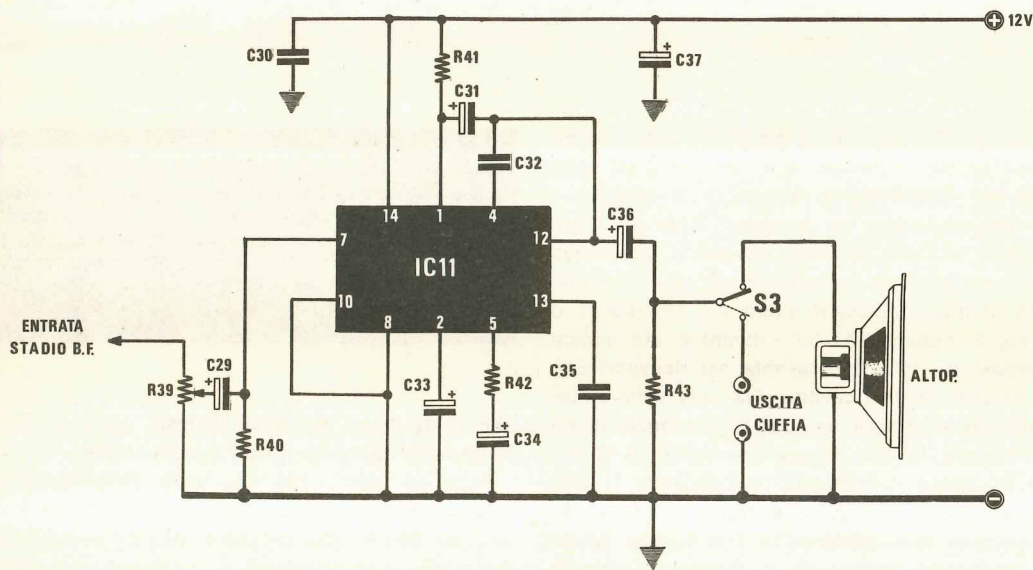 12V
C30
R41
C37
C31
C32
14
1
4
C36
7
12
IC11
S3
10
13
ENTRATA
STADIO B.F.
8
2
5
C29
C33
R42
C35
R39
R43
ALTOP.
USCITA
CUFFIA
C34
R40